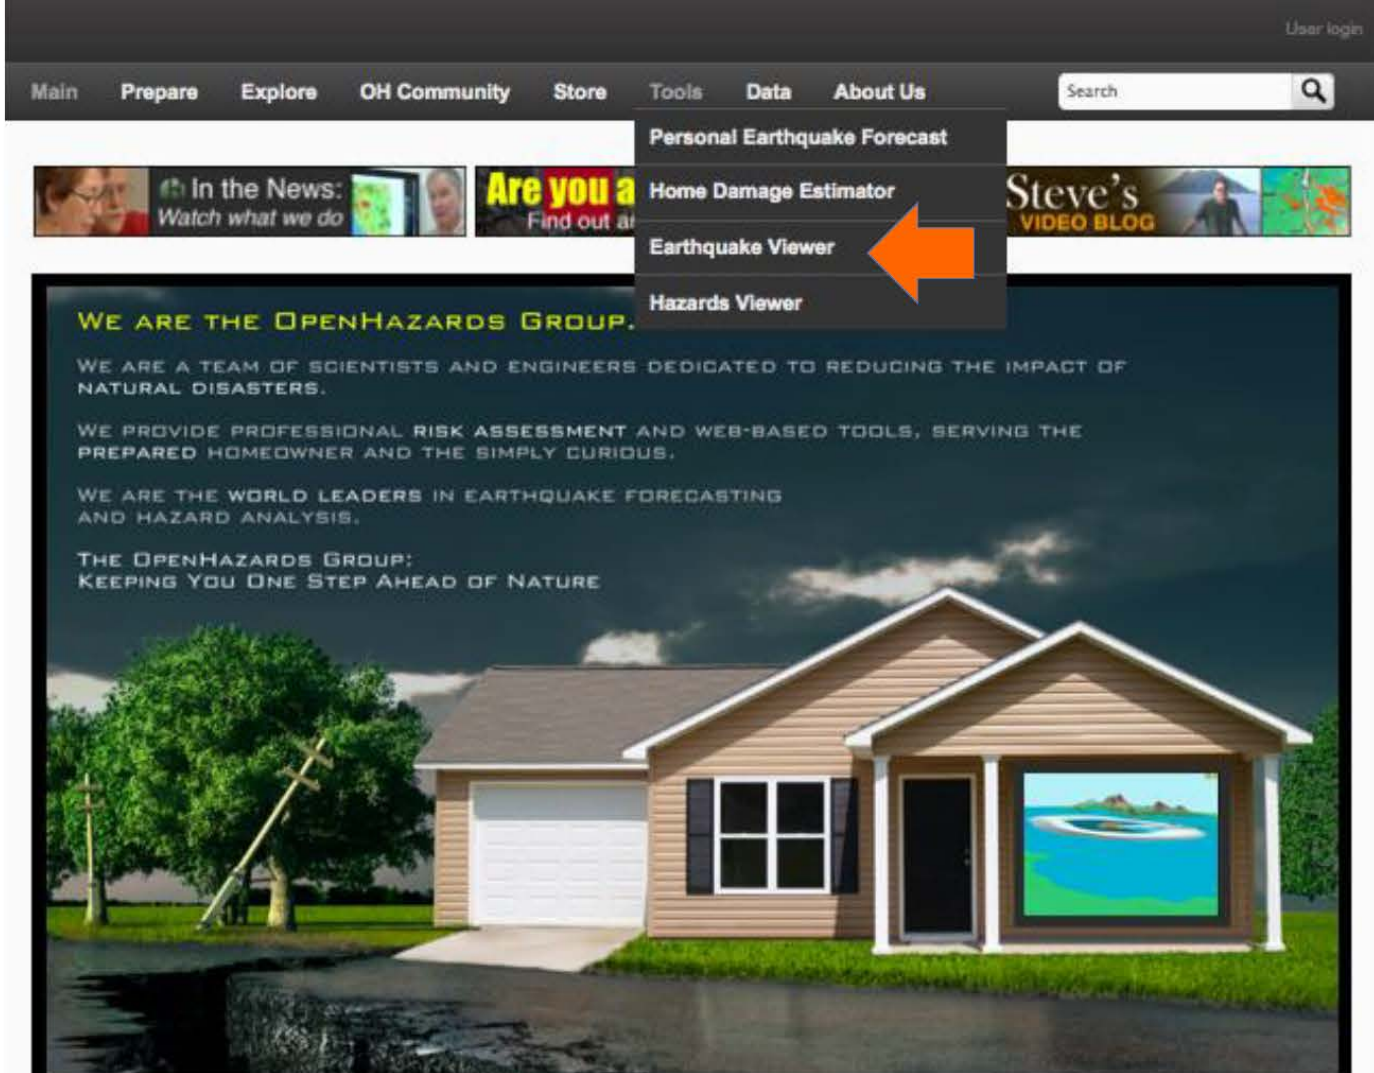 User login
Main Prepare Explore OH Community Store Tools Data About Us Search
Personal Earthquake Forecast
Home Damage Estimator
Earthquake Viewer
Hazards Viewer
In the News:
Watch what we do
Are you a
Find out
Steve's
VIDEO BLOG
WE ARE THE OPENHAZARDS GROUP.
WE ARE A TEAM OF SCIENTISTS AND ENGINEERS DEDICATED TO REDUCING THE IMPACT OF
NATURAL DISASTERS.
WE PROVIDE PROFESSIONAL RISK ASSESSMENT AND WEB-BASED TOOLS, SERVING THE
PREPARED HOMEOWNER AND THE SIMPLY CURIOUS.
WE ARE THE WORLD LEADERS IN EARTHQUAKE FORECASTING
AND HAZARD ANALYSIS.
THE OPENHAZARDS GROUP:
KEEPING YOU ONE STEP AHEAD OF NATURE